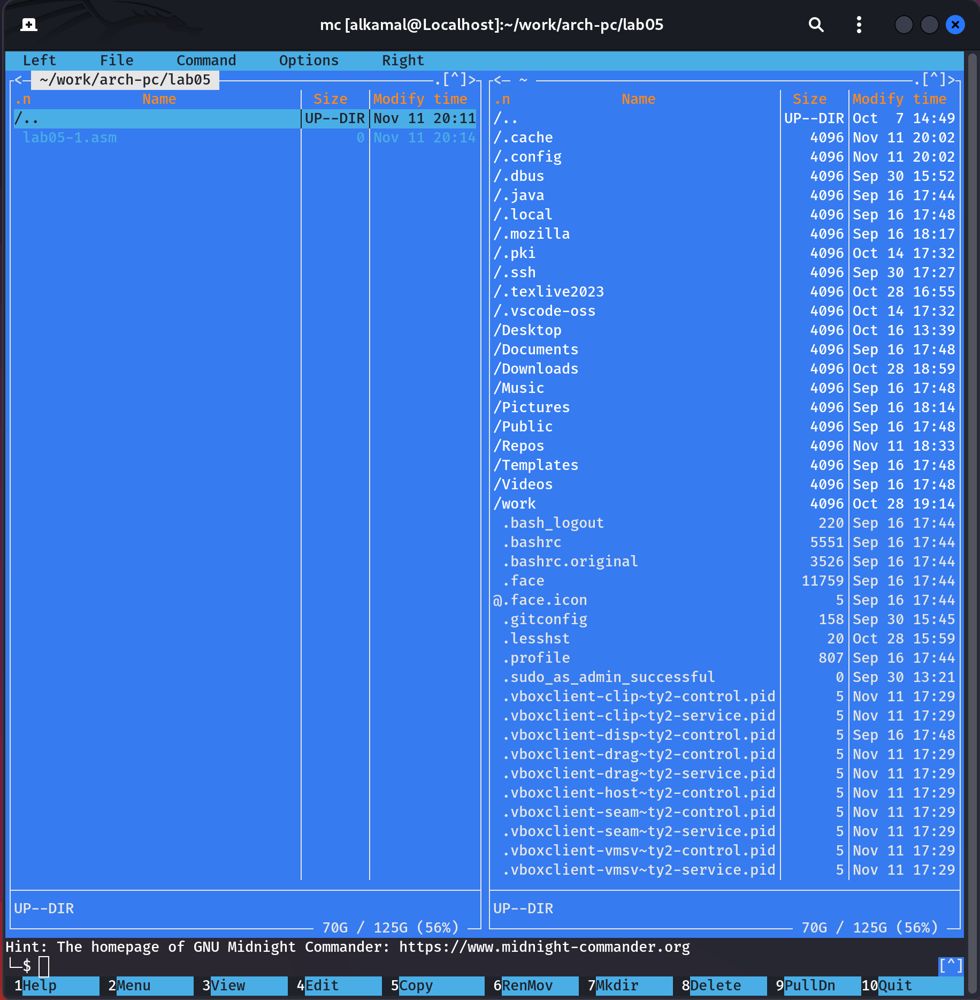 mc [alkamal@Localhost]:~/work/arch-pc/lab05
Left File Command Options Right
<─ ~/work/arch-pc/lab05 .[^]>
.n Name Size Modify time
/.. UP--DIR Nov 11 20:11
lab05-1.asm 0 Nov 11 20:14
UP--DIR
70G / 125G (56%)
<─ ~ .[^]>
.n Name Size Modify time
/.. UP--DIR Oct 7 14:49
/.cache 4096 Nov 11 20:02
/.config 4096 Nov 11 20:02
/.dbus 4096 Sep 30 15:52
/.java 4096 Sep 16 17:44
/.local 4096 Sep 16 17:48
/.mozilla 4096 Sep 16 18:17
/.pki 4096 Oct 14 17:32
/.ssh 4096 Sep 30 17:27
/.texlive2023 4096 Oct 28 16:55
/.vscode-oss 4096 Oct 14 17:32
/Desktop 4096 Oct 16 13:39
/Documents 4096 Sep 16 17:48
/Downloads 4096 Oct 28 18:59
/Music 4096 Sep 16 17:48
/Pictures 4096 Sep 16 18:14
/Public 4096 Sep 16 17:48
/Repos 4096 Nov 11 18:33
/Templates 4096 Sep 16 17:48
/Videos 4096 Sep 16 17:48
/work 4096 Oct 28 19:14
.bash_logout 220 Sep 16 17:44
.bashrc 5551 Sep 16 17:44
.bashrc.original 3526 Sep 16 17:44
.face 11759 Sep 16 17:44
@.face.icon 5 Sep 16 17:44
.gitconfig 158 Sep 30 15:45
.lesshst 20 Oct 28 15:59
.profile 807 Sep 16 17:44
.sudo_as_admin_successful 0 Sep 30 13:21
.vboxclient-clip~ty2-control.pid 5 Nov 11 17:29
.vboxclient-clip~ty2-service.pid 5 Nov 11 17:29
.vboxclient-disp~ty2-control.pid 5 Sep 16 17:48
.vboxclient-drag~ty2-control.pid 5 Nov 11 17:29
.vboxclient-drag~ty2-service.pid 5 Nov 11 17:29
.vboxclient-host~ty2-control.pid 5 Nov 11 17:29
.vboxclient-seam~ty2-control.pid 5 Nov 11 17:29
.vboxclient-seam~ty2-service.pid 5 Nov 11 17:29
.vboxclient-vmsv~ty2-control.pid 5 Nov 11 17:29
.vboxclient-vmsv~ty2-service.pid 5 Nov 11 17:29
UP--DIR
70G / 125G (56%)
Hint: The homepage of GNU Midnight Commander: https://www.midnight-commander.org
└─$ [^]
1Help 2Menu 3View 4Edit 5Copy 6RenMov 7Mkdir 8Delete 9PullDn 10Quit